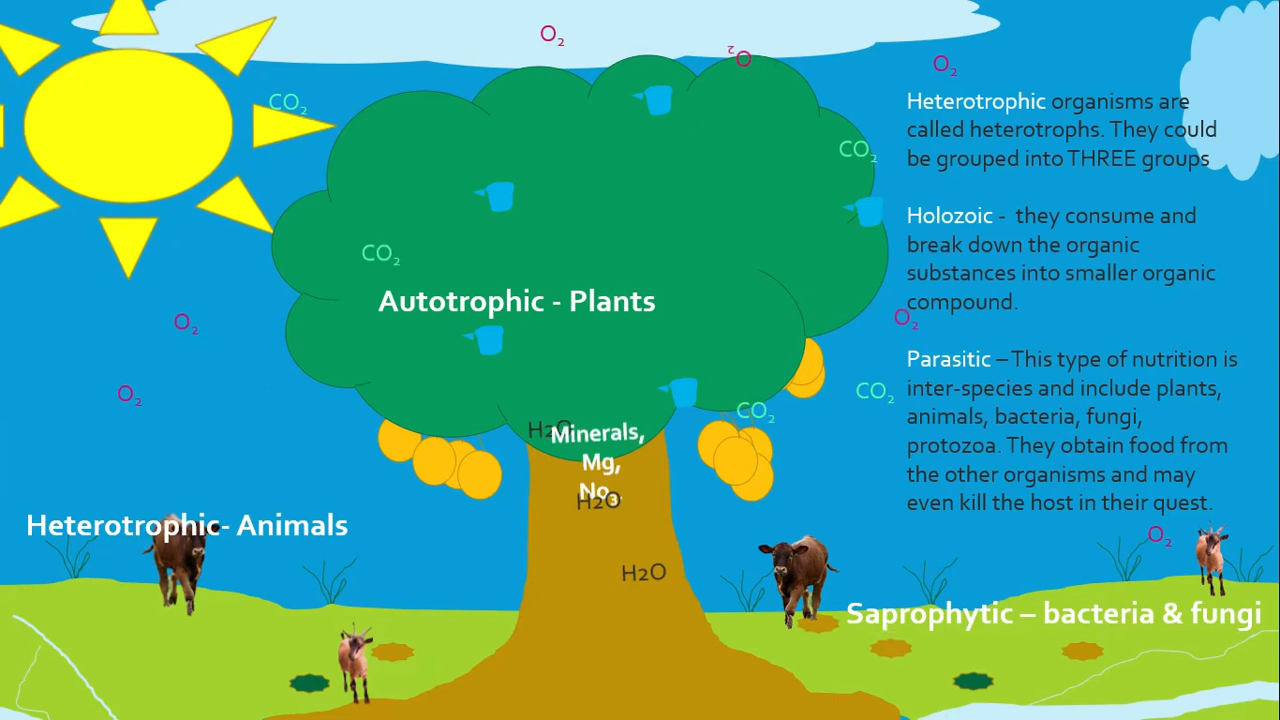 O₂
O₂
O₂
CO₂
Heterotrophic organisms are
called heterotrophs. They could
be grouped into THREE groups
CO₂
Holozoic - they consume and
break down the organic
substances into smaller organic
compound.
CO₂
Autotrophic - Plants
O₂
O₂
Parasitic – This type of nutrition is
inter-species and include plants,
animals, bacteria, fungi,
protozoa. They obtain food from
the other organisms and may
even kill the host in their quest.
O₂
CO₂
CO₂
H2O
Minerals,
Mg,
No₃
H2O
Heterotrophic- Animals
O₂
H2O
Saprophytic – bacteria & fungi